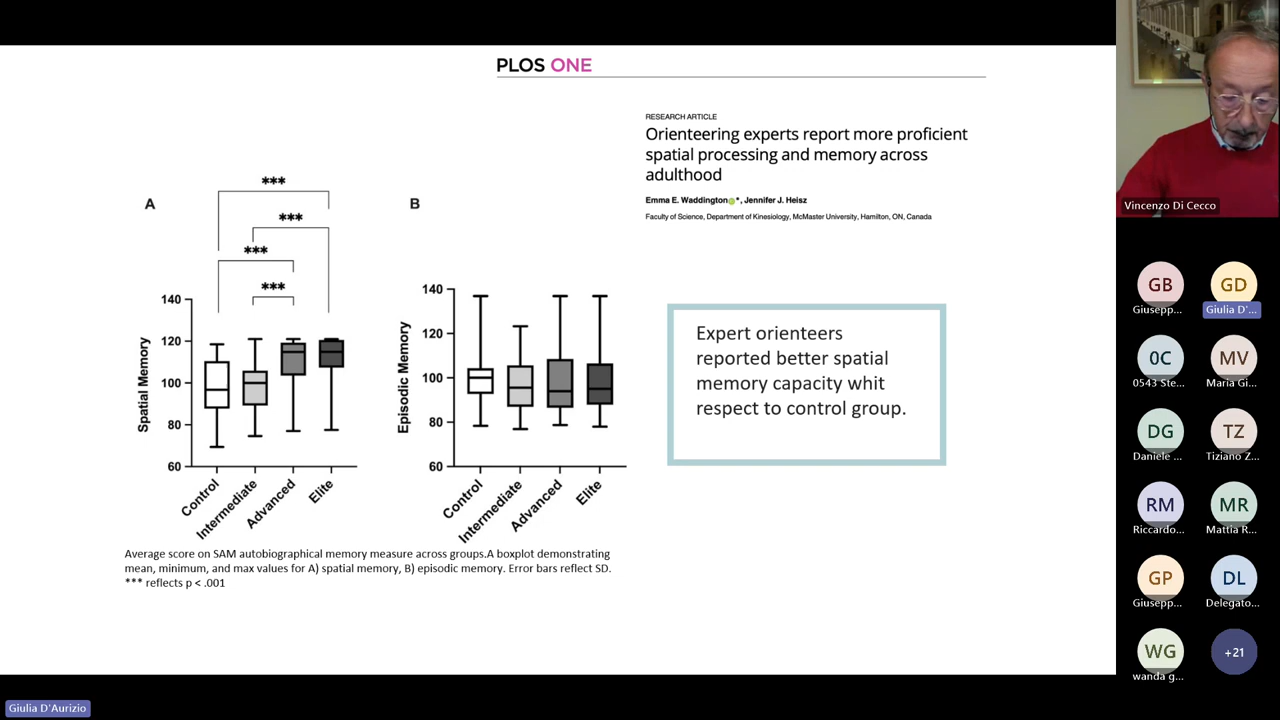 PLOS ONE
RESEARCH ARTICLE
Orienteering experts report more proficient
spatial processing and memory across
adulthood
Emma E. Waddington *, Jennifer J. Heisz
Faculty of Science, Department of Kinesiology, McMaster University, Hamilton, ON, Canada
A
***
***
***
***
140
120
100
80
60
Spatial Memory
Control
Intermediate
Advanced
Elite
B
140
120
100
80
60
Episodic Memory
Control
Intermediate
Advanced
Elite
Expert orienteers
reported better spatial
memory capacity whit
respect to control group.
Average score on SAM autobiographical memory measure across groups.A boxplot demonstrating
mean, minimum, and max values for A) spatial memory, B) episodic memory. Error bars reflect SD.
*** reflects p < .001
Vincenzo Di Cecco
GB
Giusepp...
GD
Giulia D'...
0C
0543 Ste...
MV
Maria Gi...
DG
Daniele ...
TZ
Tiziano Z...
RM
Riccardo...
MR
Mattia R...
GP
Giusepp...
DL
Delegato...
WG
wanda g...
+21
Giulia D'Aurizio